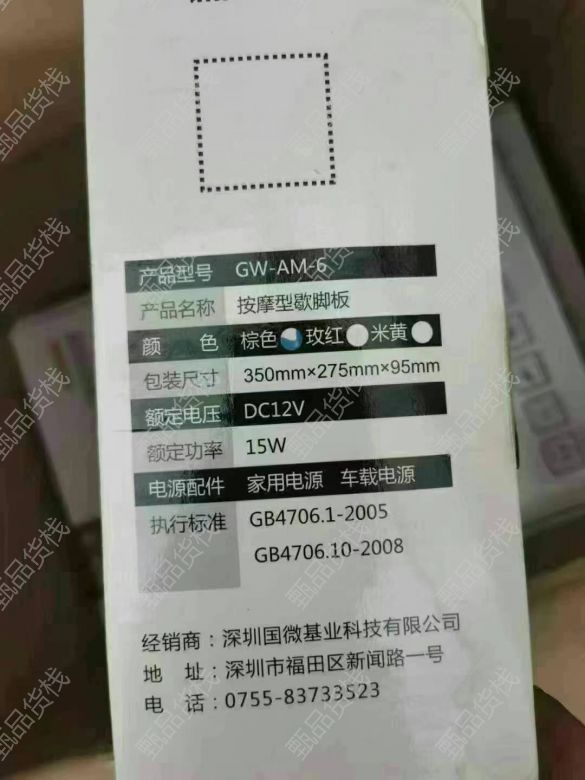 产品型号 GW-AM-6
产品名称 按摩型歇脚板
颜 色 棕色 玫红 米黄
包装尺寸 350mm×275mm×95mm
额定电压 DC12V
额定功率 15W
电源配件 家用电源 车载电源
执行标准 GB4706.1-2005
GB4706.10-2008
经销商：深圳国微基业科技有限公司
地 址：深圳市福田区新闻路一号
电 话：0755-83733523
甄品货栈